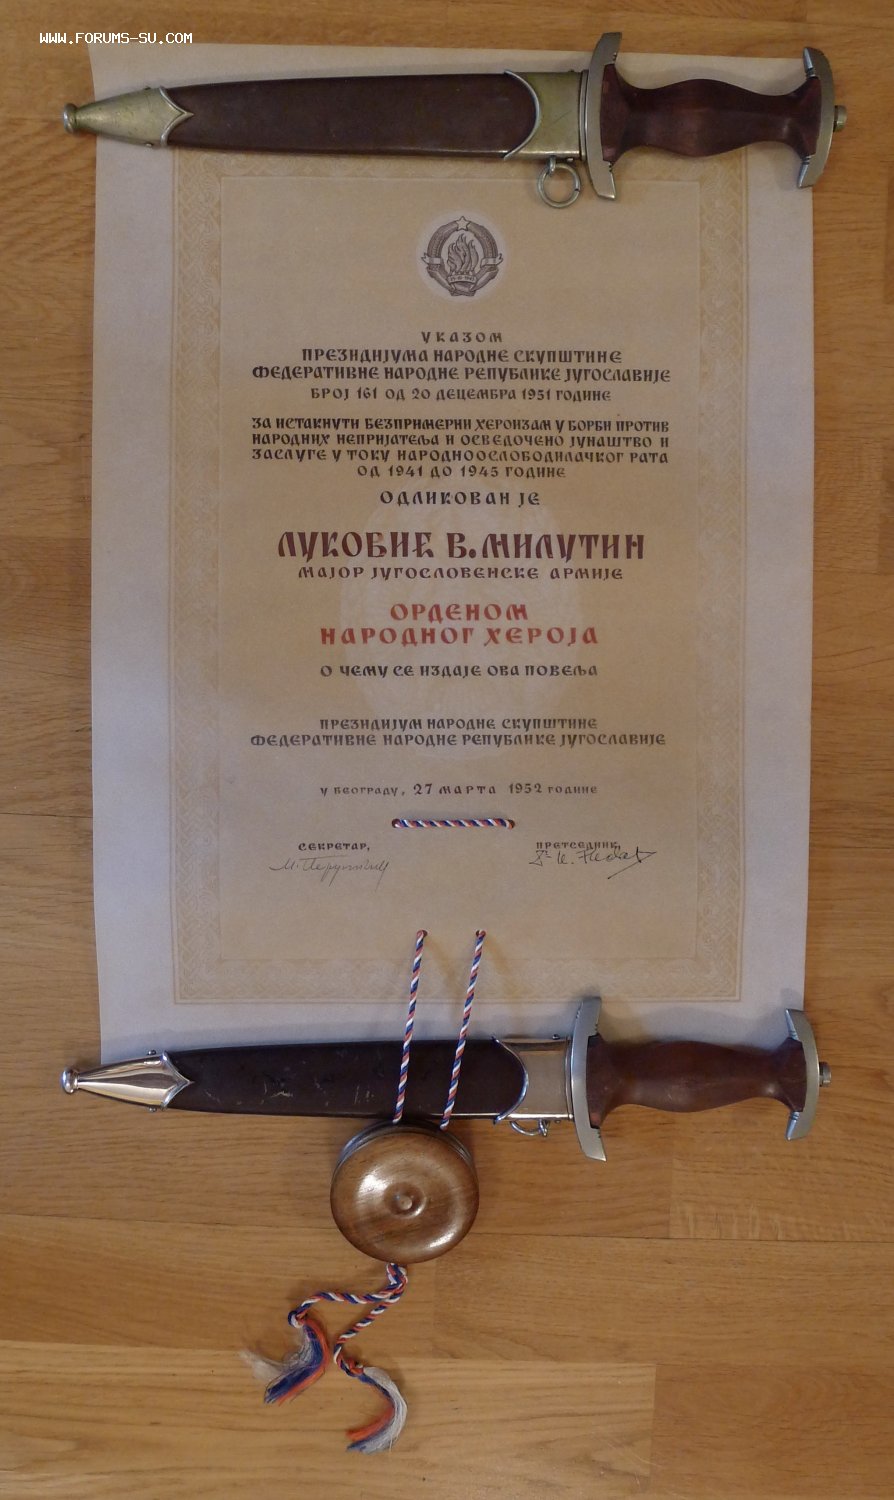 WWW.FORUMS-SU.COM
УКАЗОМ
ПРЕЗИДИЈУМА НАРОДНЕ СКУПШТИНЕ
ФЕДЕРАТИВНЕ НАРОДНЕ РЕПУБЛИКЕ ЈУГОСЛАВИЈЕ
БРОЈ 161 ОД 20 ДЕЦЕМБРА 1951 ГОДИНЕ
ЗА ИСТАКНУТИ БЕЗПРИМЕРНИ ХЕРОИЗАМ У БОРБИ ПРОТИВ
НАРОДНИХ НЕПРИЈАТЕЉА И ОСВЕДОЧЕНО ЈУНАШТВО И
ЗАСЛУГЕ У ТОКУ НАРОДНООСЛОБОДИЛАЧКОГ РАТА
ОД 1941 ДО 1945 ГОДИНЕ
ОДЛИКОВАН ЈЕ
ЛУКОВИЋ В. МИЛУТИН
МАЈОР ЈУГОСЛОВЕНСКЕ АРМИЈЕ
ОРДЕНОМ
НАРОДНОГ ХЕРОЈА
О ЧЕМУ СЕ ИЗДАЈЕ ОВА ПОВЕЉА
ПРЕЗИДИЈУМ НАРОДНЕ СКУПШТИНЕ
ФЕДЕРАТИВНЕ НАРОДНЕ РЕПУБЛИКЕ ЈУГОСЛАВИЈЕ
У БЕОГРАДУ, 27 МАРТА 1952 ГОДИНЕ
СЕКРЕТАР, ПРЕТСЕДНИК,